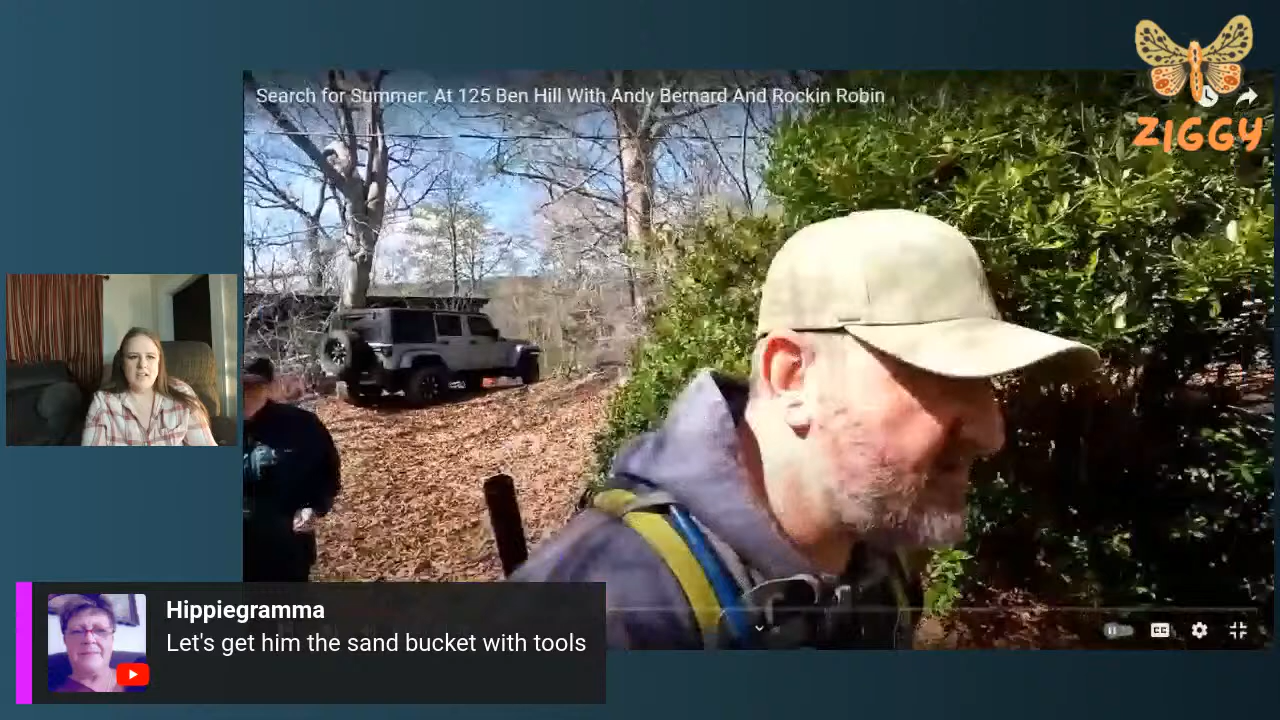 Search for Summer: At 125 Ben Hill With Andy Bernard And Rockin Robin
ZIGGY
Hippiegramma
Let's get him the sand bucket with tools
CC